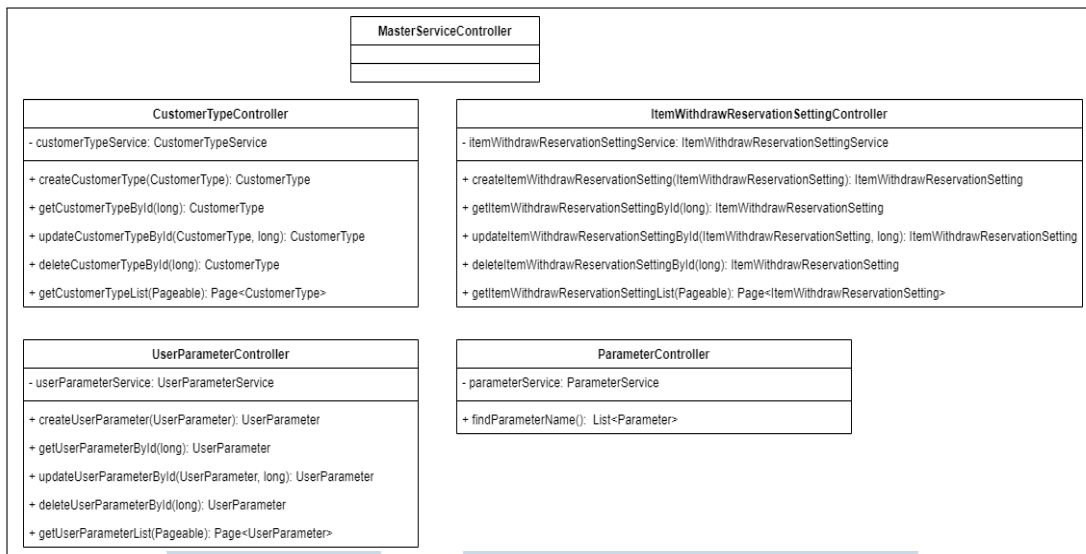 MasterServiceController
CustomerTypeController
- customerTypeService: CustomerTypeService
+ createCustomerType(CustomerType): CustomerType
+ getCustomerTypeById(long): CustomerType
+ updateCustomerTypeById(CustomerType, long): CustomerType
+ deleteCustomerTypeById(long): CustomerType
+ getCustomerTypeList(Pageable): Page<CustomerType>
ItemWithdrawReservationSettingController
- itemWithdrawReservationSettingService: ItemWithdrawReservationSettingService
+ createItemWithdrawReservationSetting(ItemWithdrawReservationSetting): ItemWithdrawReservationSetting
+ getItemWithdrawReservationSettingById(long): ItemWithdrawReservationSetting
+ updateItemWithdrawReservationSettingById(ItemWithdrawReservationSetting, long): ItemWithdrawReservationSetting
+ deleteItemWithdrawReservationSettingById(long): ItemWithdrawReservationSetting
+ getItemWithdrawReservationSettingList(Pageable): Page<ItemWithdrawReservationSetting>
UserParameterController
- userParameterService: UserParameterService
+ createUserParameter(UserParameter): UserParameter
+ getUserParameterById(long): UserParameter
+ updateUserParameterById(UserParameter, long): UserParameter
+ deleteUserParameterById(long): UserParameter
+ getUserParameterList(Pageable): Page<UserParameter>
ParameterController
- parameterService: ParameterService
+ findParameterName(): List<Parameter>